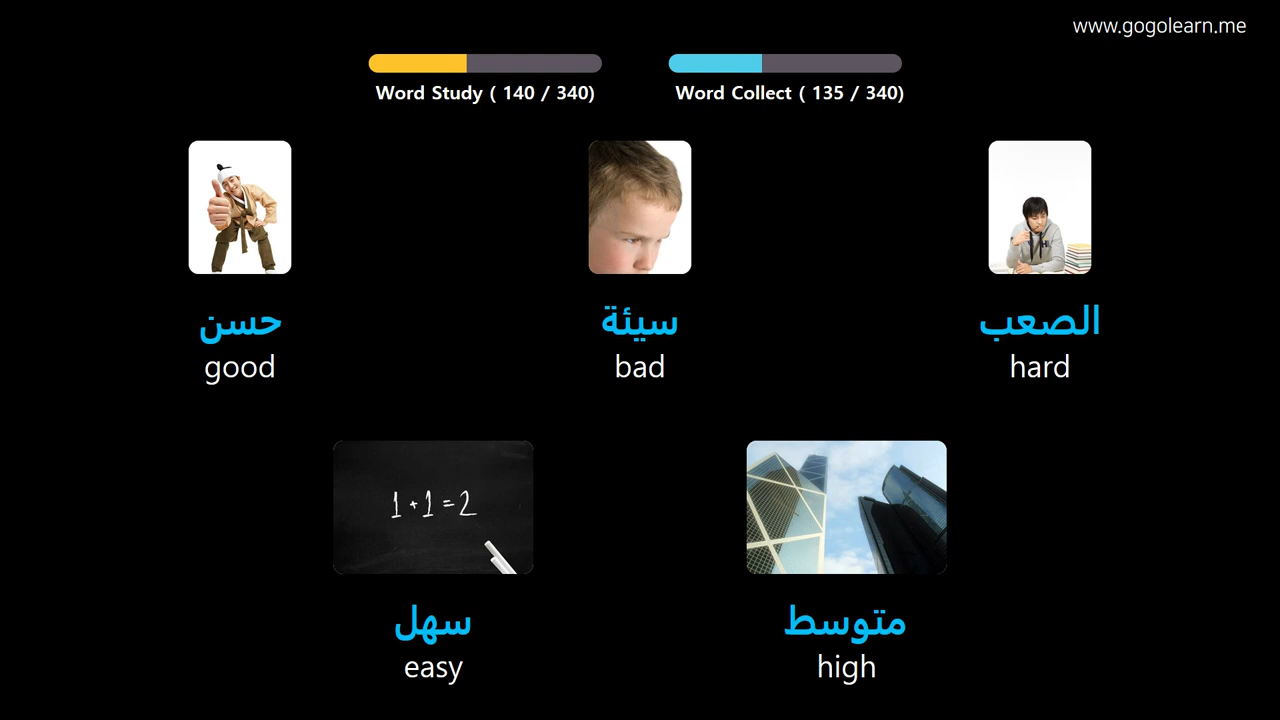 www.gogolearn.me
Word Study ( 140 / 340)
Word Collect ( 135 / 340)
حسن
good
سيئة
bad
الصعب
hard
1+1=2
سهل
easy
متوسط
high